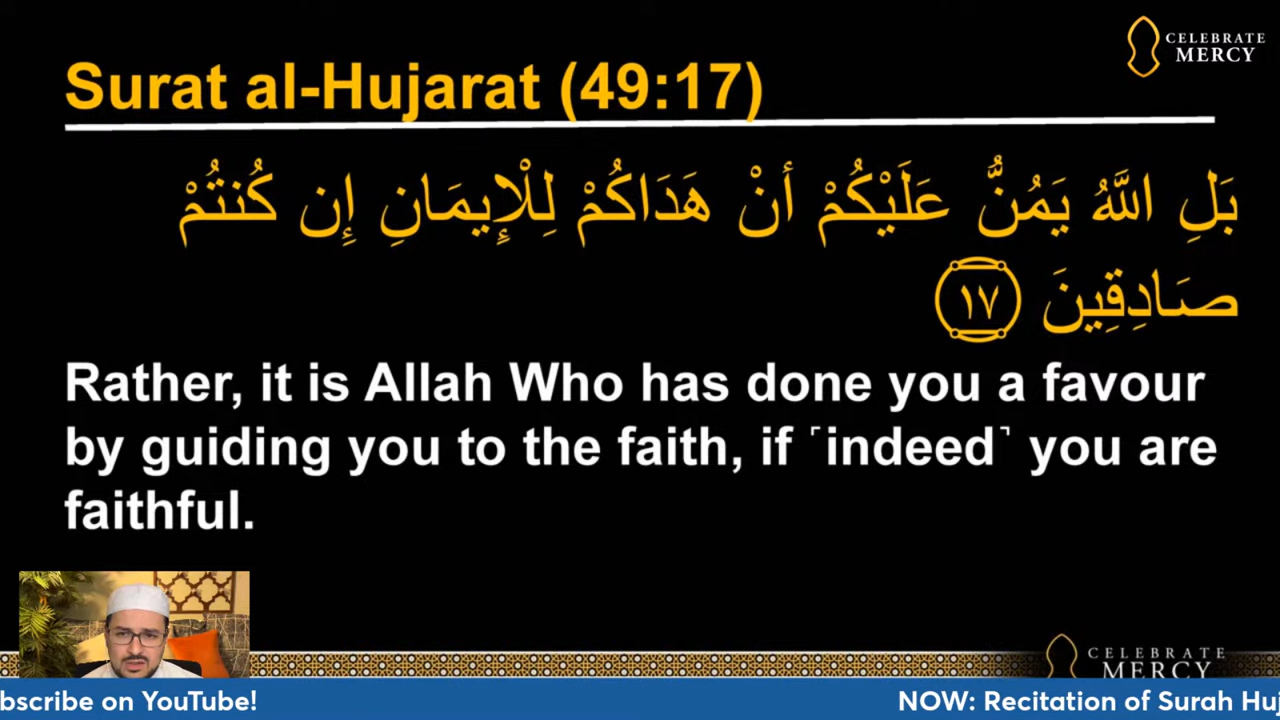 CELEBRATE
MERCY
Surat al-Hujarat (49:17)
بَلِ اللَّهُ يَمُنُّ عَلَيْكُمْ أَنْ هَدَاكُمْ لِلْإِيمَانِ إِن كُنتُمْ
صَادِقِينَ ١٧
Rather, it is Allah Who has done you a favour
by guiding you to the faith, if ˹indeed˺ you are
faithful.
CELEBRATE
MERCY
bscribe on YouTube! NOW: Recitation of Surah Huj